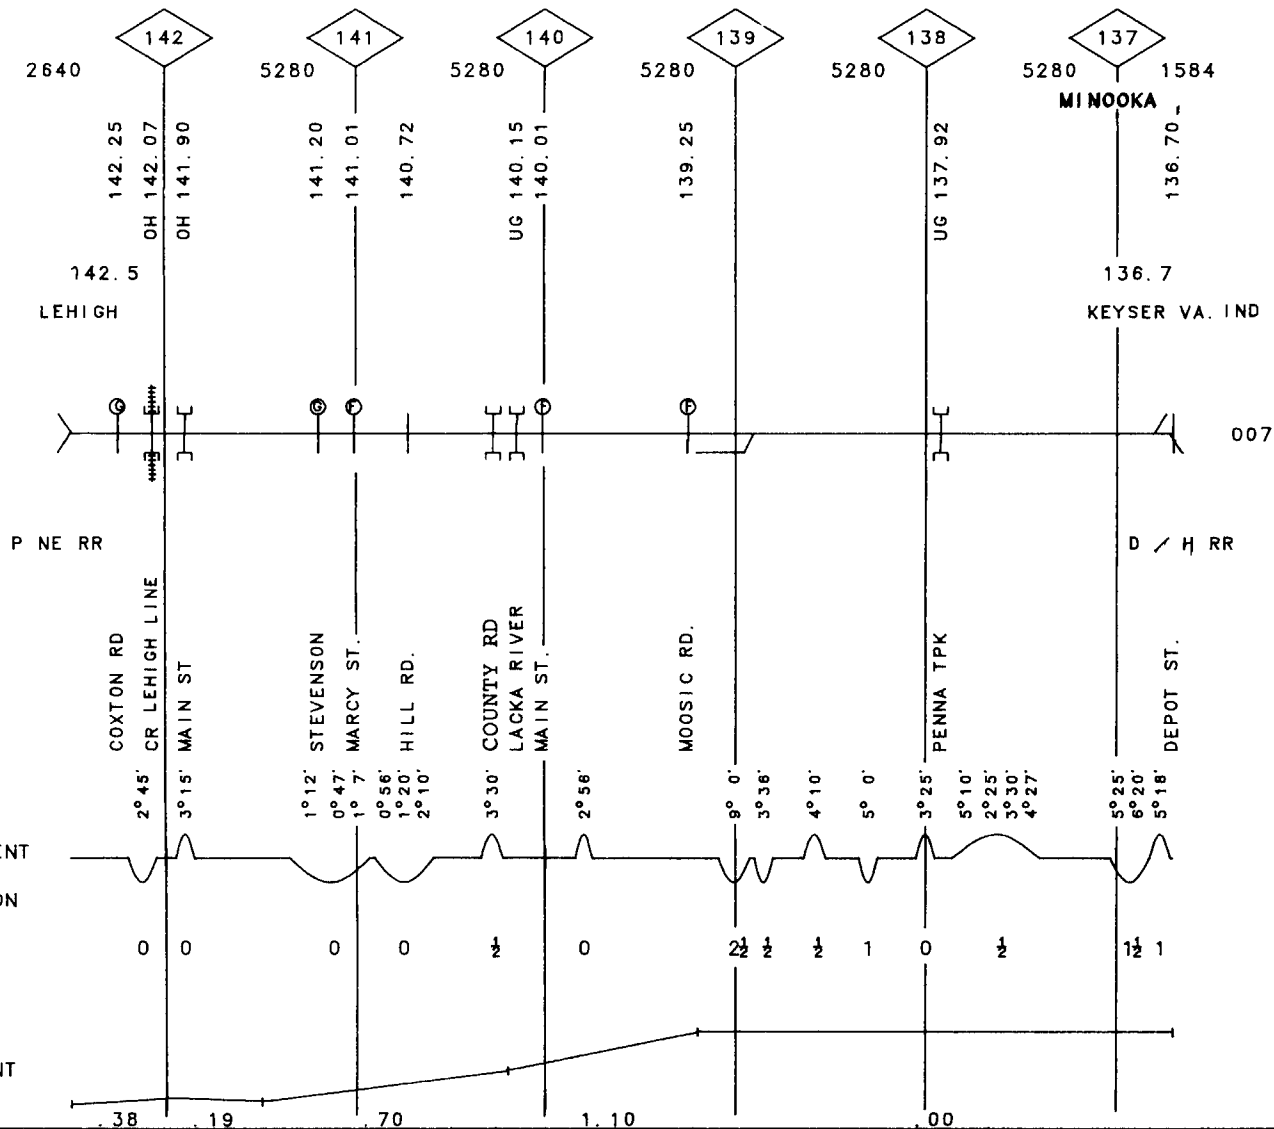 142 141 140 139 138 137
2640 5280 5280 5280 5280 5280 1584
MINOOKA
142.25
OH 142.07
OH 141.90
141.20
141.01
140.72
UG 140.15
140.01
139.25
UG 137.92
136.70
142.5 136.7
LEHIGH KEYSER VA. IND
G G F F F
007
P NE RR D / H RR
COXTON RD
CR LEHIGH LINE
MAIN ST
STEVENSON
MARCY ST.
HILL RD.
COUNTY RD
LACKA RIVER
MAIN ST.
MOOSIC RD.
PENNA TPK
DEPOT ST.
2°45'
3°15'
1°12'
0°47'
1° 7'
0°56'
1°20'
2°10'
3°30'
2°56'
9° 0'
3°36'
4°10'
5° 0'
3°25'
5°10'
2°25'
3°30'
4°27'
5°25'
6°20'
5°18'
ENT
ON
0 0 0 0 ½ 0 2½ ½ ½ 1 0 ½ 1½ 1
NT
.38 .19 .70 1.10 .00